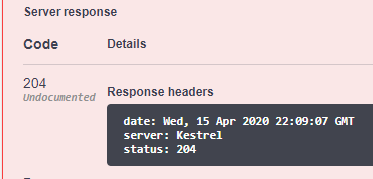 Server response
Code Details
204
Undocumented
Response headers
date: Wed, 15 Apr 2020 22:09:07 GMT
server: Kestrel
status: 204